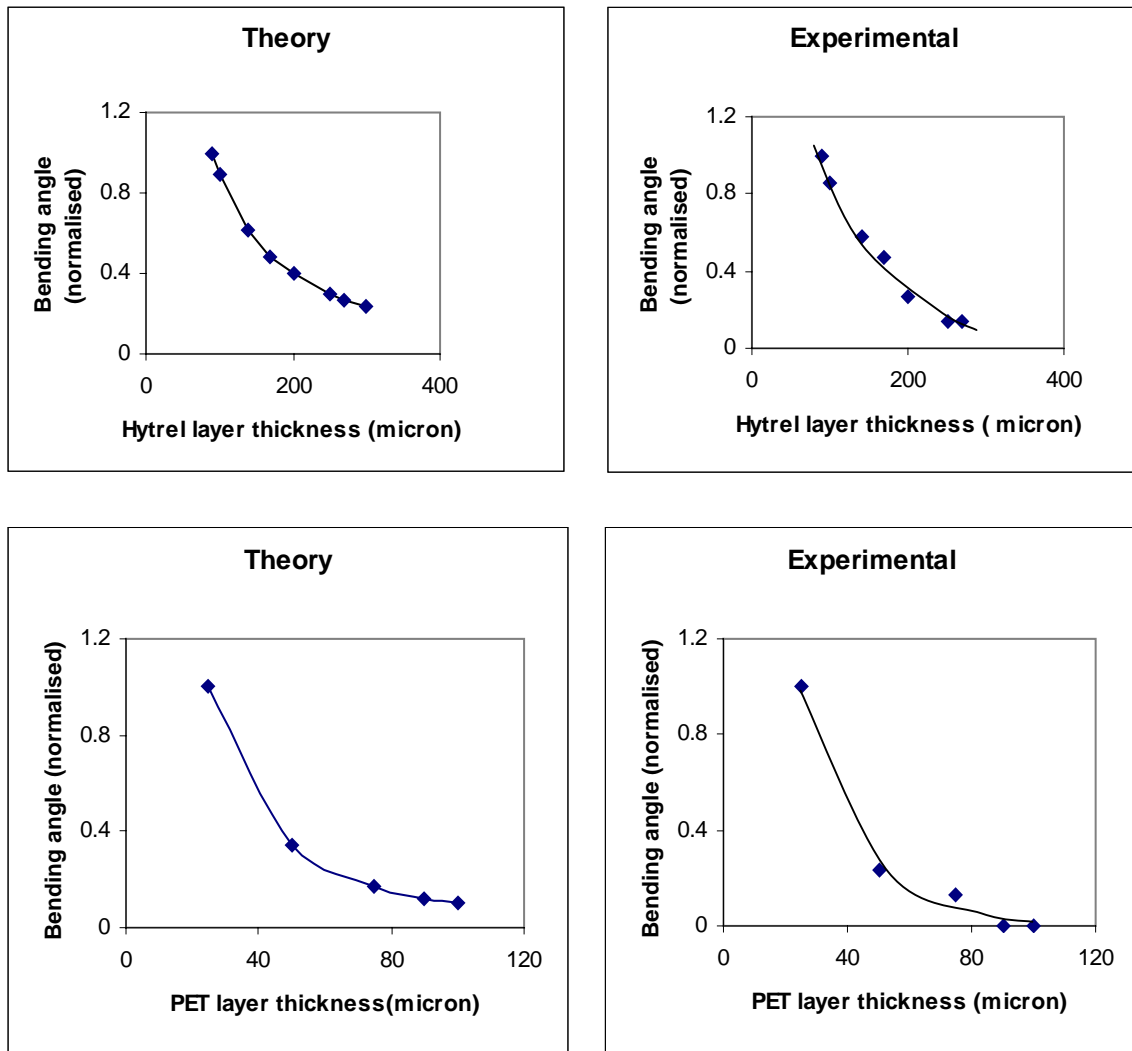 Theory
Bending angle
(normalised)
1.2
0.8
0.4
0
0 200 400
Hytrel layer thickness (micron)
Experimental
Bending angle
(normalised)
1.2
0.8
0.4
0
0 200 400
Hytrel layer thickness ( micron)
Theory
Bending angle (normalised)
1.2
0.8
0.4
0
0 40 80 120
PET layer thickness(micron)
Experimental
Bending angle (normalised)
1.2
0.8
0.4
0
0 40 80 120
PET layer thickness (micron)